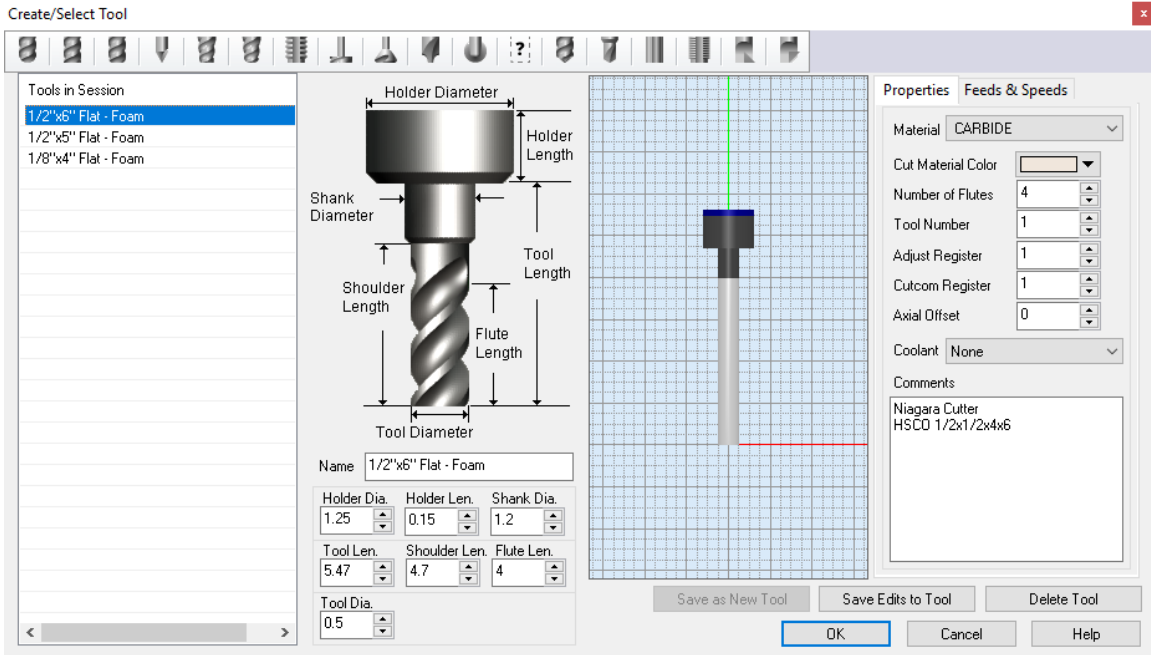 Create/Select Tool
x
?
Tools in Session
1/2"x6" Flat - Foam
1/2"x5" Flat - Foam
1/8"x4" Flat - Foam
Holder Diameter
Holder
Length
Shank
Diameter
Tool
Length
Shoulder
Length
Flute
Length
Tool Diameter
Name 1/2"x6" Flat - Foam
Holder Dia. Holder Len. Shank Dia.
1.25 0.15 1.2
Tool Len. Shoulder Len. Flute Len.
5.47 4.7 4
Tool Dia.
0.5
Properties Feeds & Speeds
Material CARBIDE
Cut Material Color
Number of Flutes 4
Tool Number 1
Adjust Register 1
Cutcom Register 1
Axial Offset 0
Coolant None
Comments
Niagara Cutter
HSCO 1/2x1/2x4x6
Save as New Tool Save Edits to Tool Delete Tool
OK Cancel Help